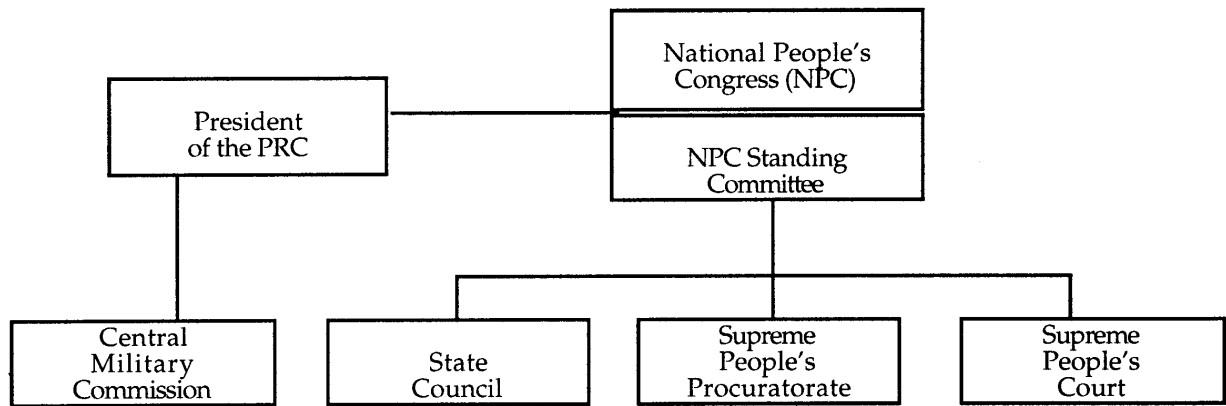 National People's
Congress (NPC)
President
of the PRC
NPC Standing
Committee
Central
Military
Commission
State
Council
Supreme
People's
Procuratorate
Supreme
People's
Court